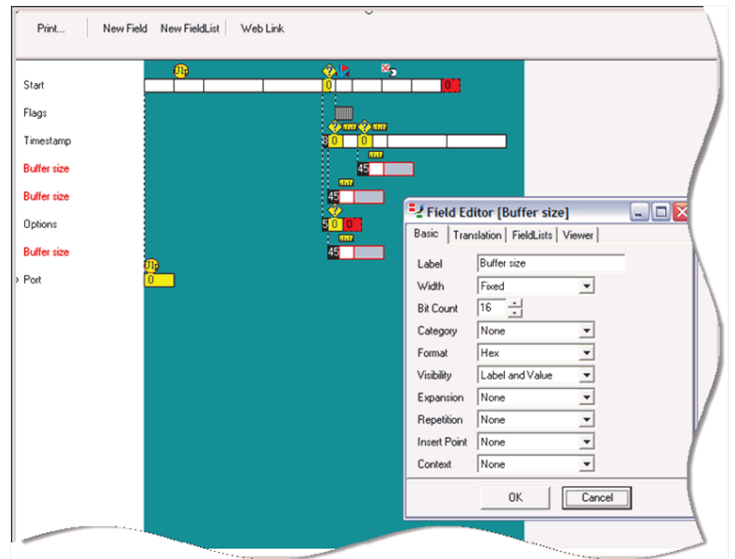 Print... New Field New FieldList Web Link
Start 0 0
Flags
Timestamp 0 0
Buffer size 45
Buffer size 45
Options 5 0 0
Buffer size 45
Port 0
Field Editor [Buffer size]
Basic Translation FieldLists Viewer
Label Buffer size
Width Fixed
Bit Count 16
Category None
Format Hex
Visibility Label and Value
Expansion None
Repetition None
Insert Point None
Context None
OK Cancel